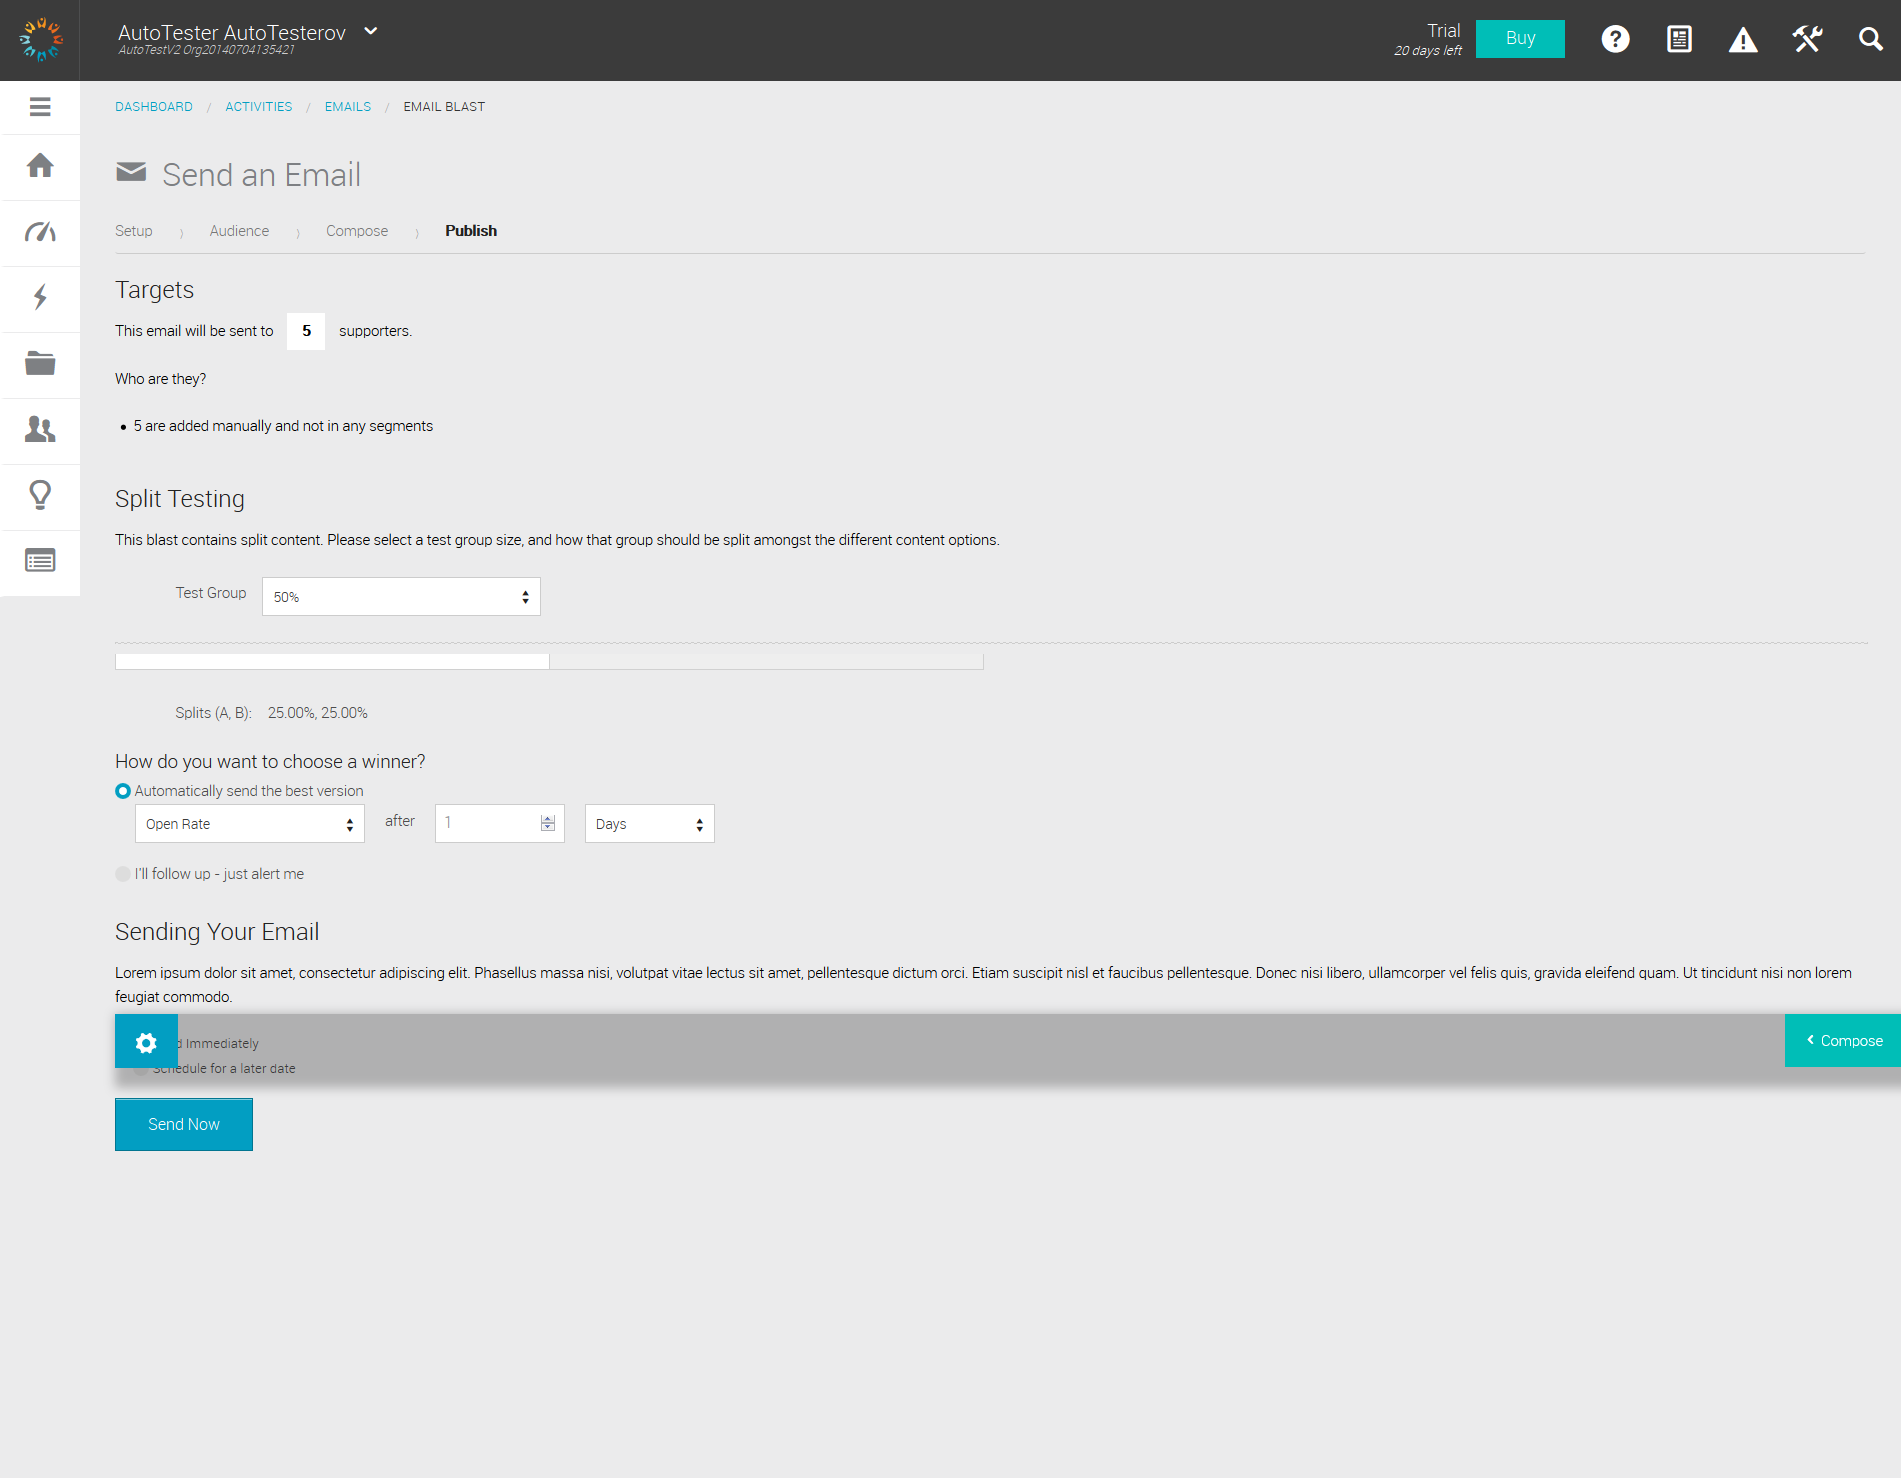 AutoTester AutoTesterov
AutoTestV2 Org20140704135421
Trial
20 days left
Buy
DASHBOARD / ACTIVITIES / EMAILS / EMAIL BLAST
Send an Email
Setup Audience Compose Publish
Targets
This email will be sent to 5 supporters.
Who are they?
• 5 are added manually and not in any segments
Split Testing
This blast contains split content. Please select a test group size, and how that group should be split amongst the different content options.
Test Group 50%
Splits (A, B): 25.00%, 25.00%
How do you want to choose a winner?
Automatically send the best version
Open Rate after 1 Days
I'll follow up - just alert me
Sending Your Email
Lorem ipsum dolor sit amet, consectetur adipiscing elit. Phasellus massa nisi, volutpat vitae lectus sit amet, pellentesque dictum orci. Etiam suscipit nisl et faucibus pellentesque. Donec nisi libero, ullamcorper vel felis quis, gravida eleifend quam. Ut tincidunt nisi non lorem
feugiat commodo.
Immediately
Compose
Schedule for a later date
Send Now